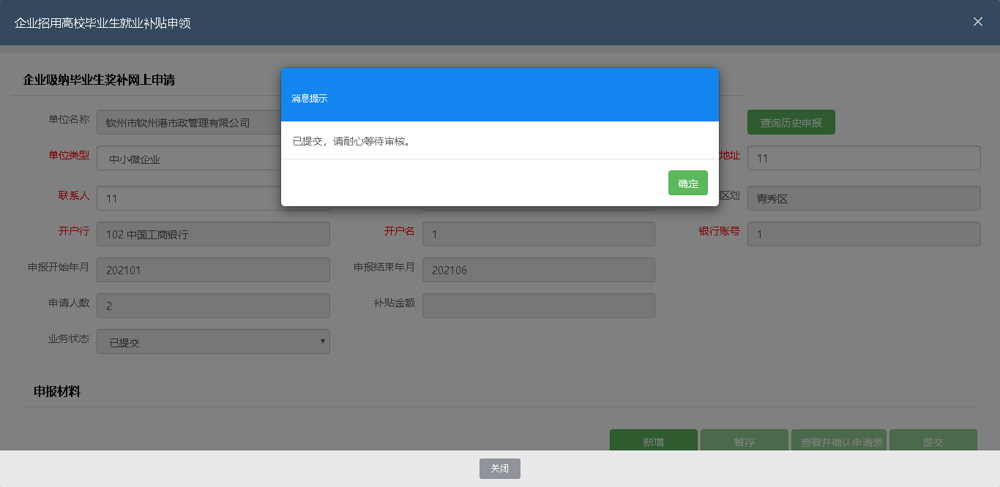 企业招用高校毕业生就业补贴申领
企业吸纳毕业生奖补网上申请
消息提示
已提交，请耐心等待审核。
确定
单位名称 钦州市钦州港市政管理有限公司 查询历史申报
单位类型 中小微企业 地址 11
联系人 11 区划 青秀区
开户行 102 中国工商银行 开户名 1 银行账号 1
申报开始年月 202101 申报结束年月 202106
申请人数 2 补贴金额
业务状态 已提交
申报材料
新增 暂存 查看并确认申请表 提交
关闭